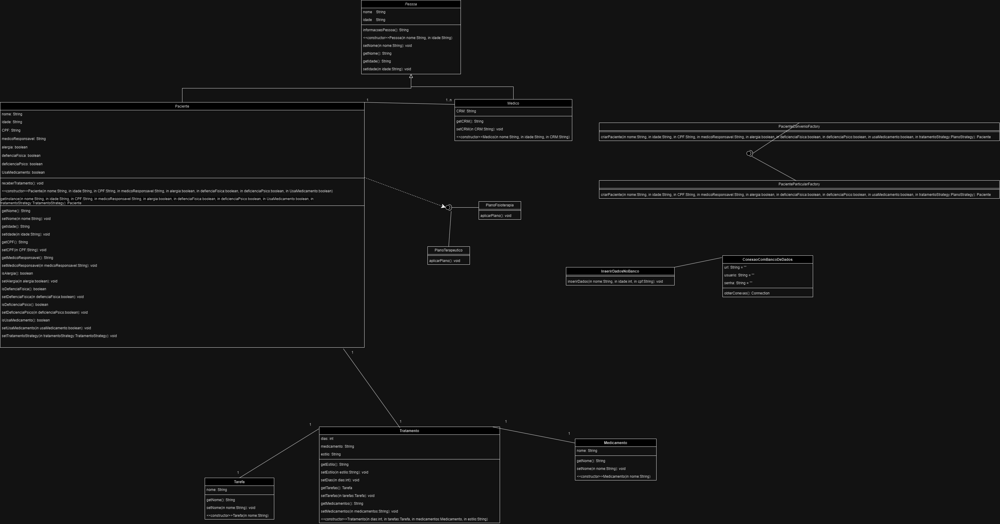 Pessoa
nome    String
idade    String
informacoesPessoa(): String
<<constructor>>Pessoa(in nome:String, in idade:String)
setNome(in nome:String): void
getNome(): String
getIdade(): String
setIdade(in idade:String): void
1
1..n
Paciente
nome: String
idade: String
CPF: String
medicoResponsavel: String
alergia: boolean
defienciaFisica: boolean
deficienciaPsico: boolean
UsaMedicamento: boolean
receberTratamento(): void
<<constructor>>Paciente(in nome:String, in idade:String, in CPF:String, in medicoResponsavel:String, in alergia:boolean, in defienciaFisica:boolean, in deficienciaPsico:boolean, in UsaMedicamento:boolean)
getInstance(in nome:String, in idade:String, in CPF:String, in medicoResponsavel:String, in alergia:boolean, in defienciaFisica:boolean, in deficienciaPsico:boolean, in UsaMedicamento:boolean, in
tratamentoStrategy:TratamentoStrategy): Paciente
getNome(): String
setNome(in nome:String): void
getIdade(): String
setIdade(in idade:String): void
getCPF(): String
setCPF(in CPF:String): void
getMedicoResponsavel(): String
setMedicoResponsavel(in medicoResponsavel:String): void
isAlergia(): boolean
setAlergia(in alergia:boolean): void
isDefienciaFisica(): boolean
setDefienciaFisica(in defienciaFisica:boolean): void
isDeficienciaPsico(): boolean
setDeficienciaPsico(in deficienciaPsico:boolean): void
isUsaMedicamento(): boolean
setUsaMedicamento(in usaMedicamento:boolean): void
setTratamentoStrategy(in tratamentoStrategy:TratamentoStrategy): void
Medico
CRM: String
getCRM(): String
setCRM(in CRM:String): void
<<constructor>>Medico(in nome:String, in idade:String, in CRM:String)
PacienteConvenioFactory
criarPaciente(in nome:String, in idade:String, in CPF:String, in medicoResponsavel:String, in alergia:boolean, in deficienciaFisica:boolean, in deficienciaPsico:boolean, in usaMedicamento:boolean, in tratamentoStrategy:PlanoStrategy): Paciente
PacienteParticularFactory
criarPaciente(in nome:String, in idade:String, in CPF:String, in medicoResponsavel:String, in alergia:boolean, in deficienciaFisica:boolean, in deficienciaPsico:boolean, in usaMedicamento:boolean, in tratamentoStrategy:PlanoStrategy): Paciente
PlanoFisioterapia
aplicarPlano(): void
PlanoTerapeutico
aplicarPlano(): void
InserirDadosNoBanco
inserirDados(in nome:String, in idade:int, in cpf:String): void
ConexaoComBancoDeDados
url: String = ""
usuario: String = ""
senha: String = ""
obterConexao(): Connection
1
1
1
1
1
1
Tratamento
dias: int
medicamento: String
estilo: String
getEstilo(): String
setEstilo(in estilo:String): void
setDias(in dias:int): void
getTarefas(): Tarefa
setTarefas(in tarefas:Tarefa): void
getMedicamentos(): String
setMedicamentos(in medicamentos:String): void
<<constructor>>Tratamento(in dias:int, in tarefas:Tarefa, in medicamentos:Medicamento, in estilo:String)
Medicamento
nome: String
getNome(): String
setNome(in nome:String): void
<<constructor>>Medicamento(in nome:String)
Tarefa
nome: String
getNome(): String
setNome(in nome:String): void
<<constructor>>Tarefa(in nome:String)